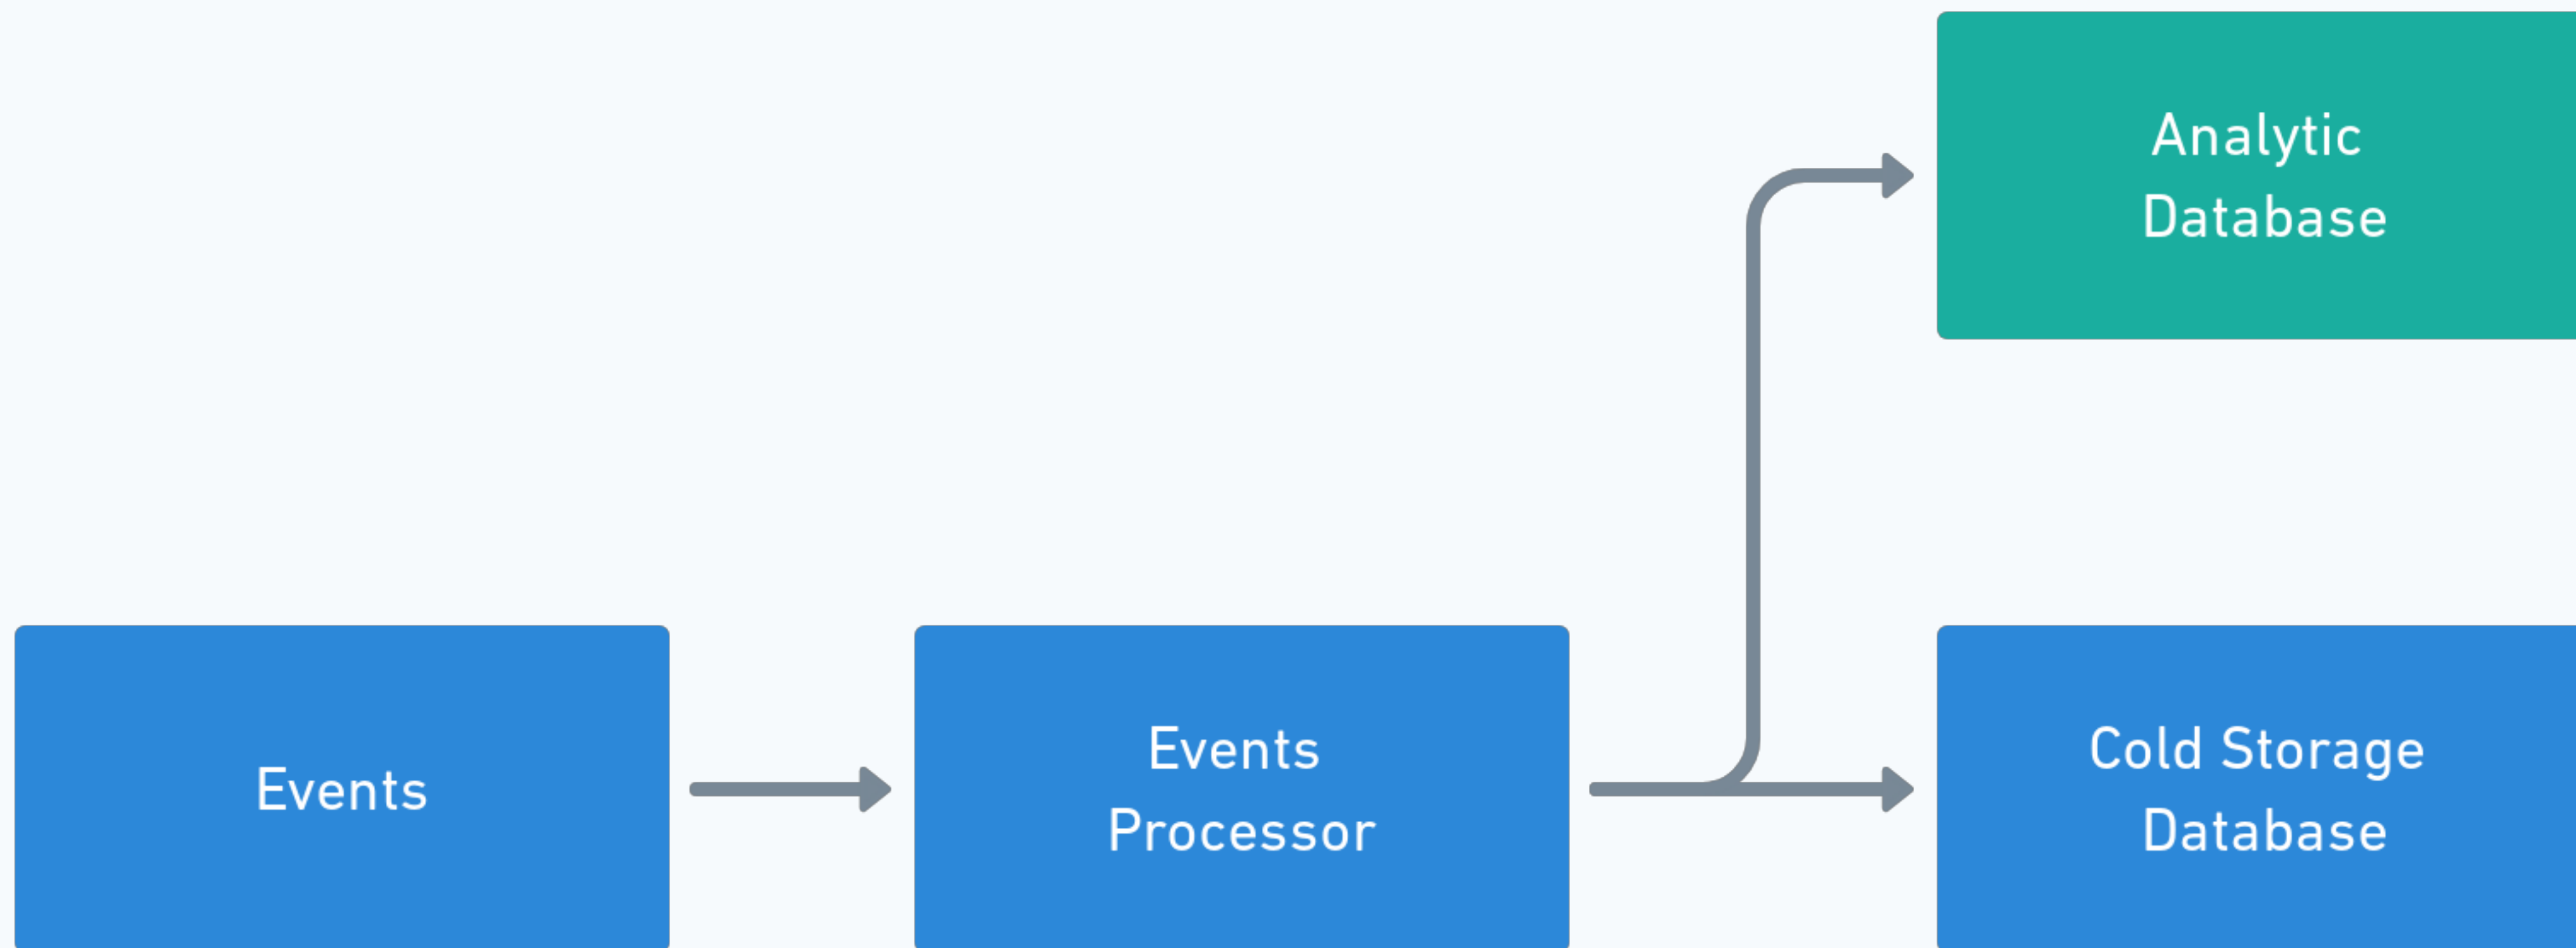 Analytic
Database
Events
Events
Processor
Cold Storage
Database